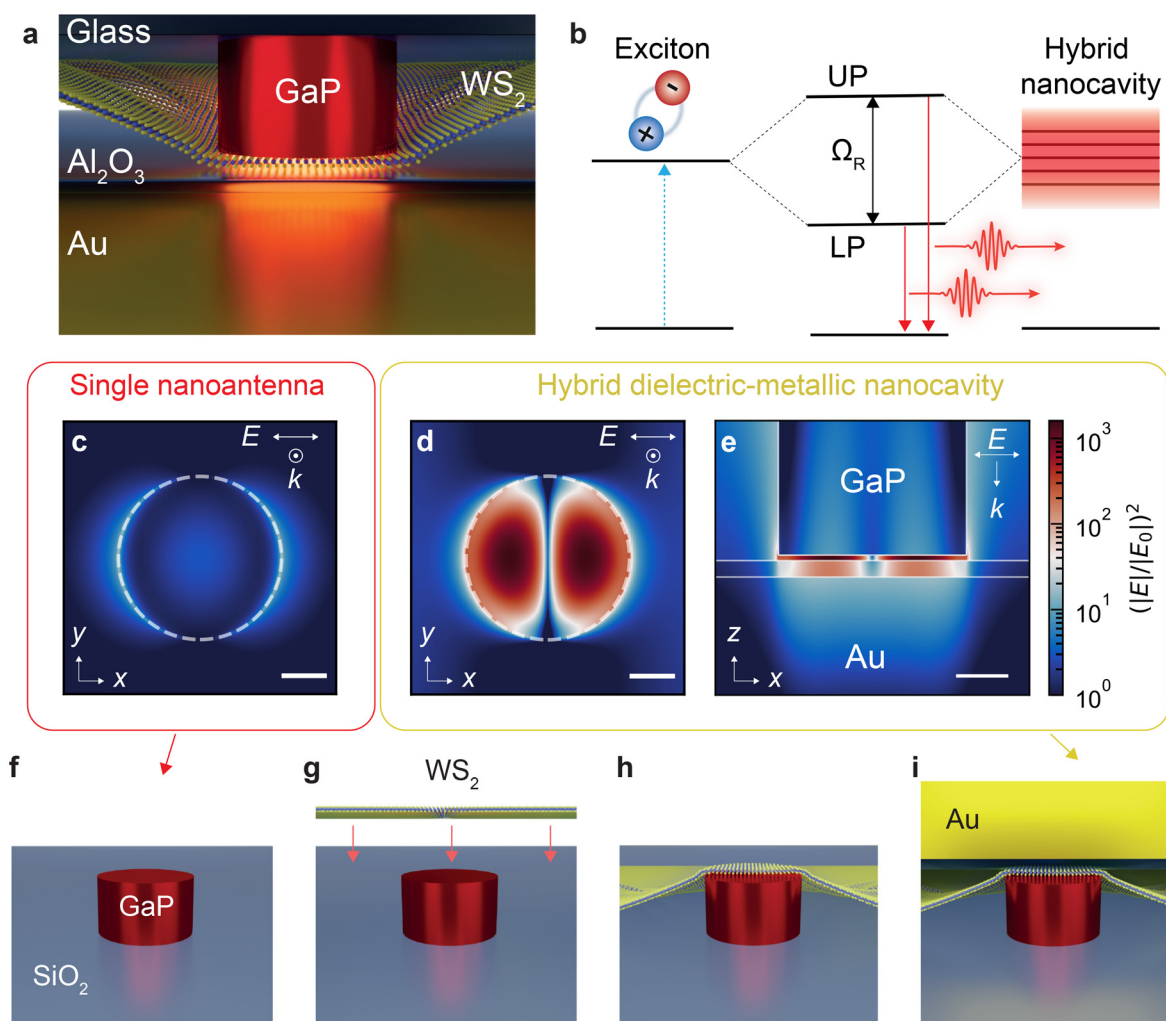 a
Glass
GaP
WS₂
Al₂O₃
Au
b
Exciton
-
+
UP
Ω_R
LP
Hybrid
nanocavity
Single nanoantenna
Hybrid dielectric-metallic nanocavity
c
E
k
y
x
d
E
k
y
x
e
E
k
GaP
Au
z
x
10³
10²
10¹
10⁰
(|E|/|E₀|)²
f
GaP
SiO₂
g
WS₂
h
i
Au